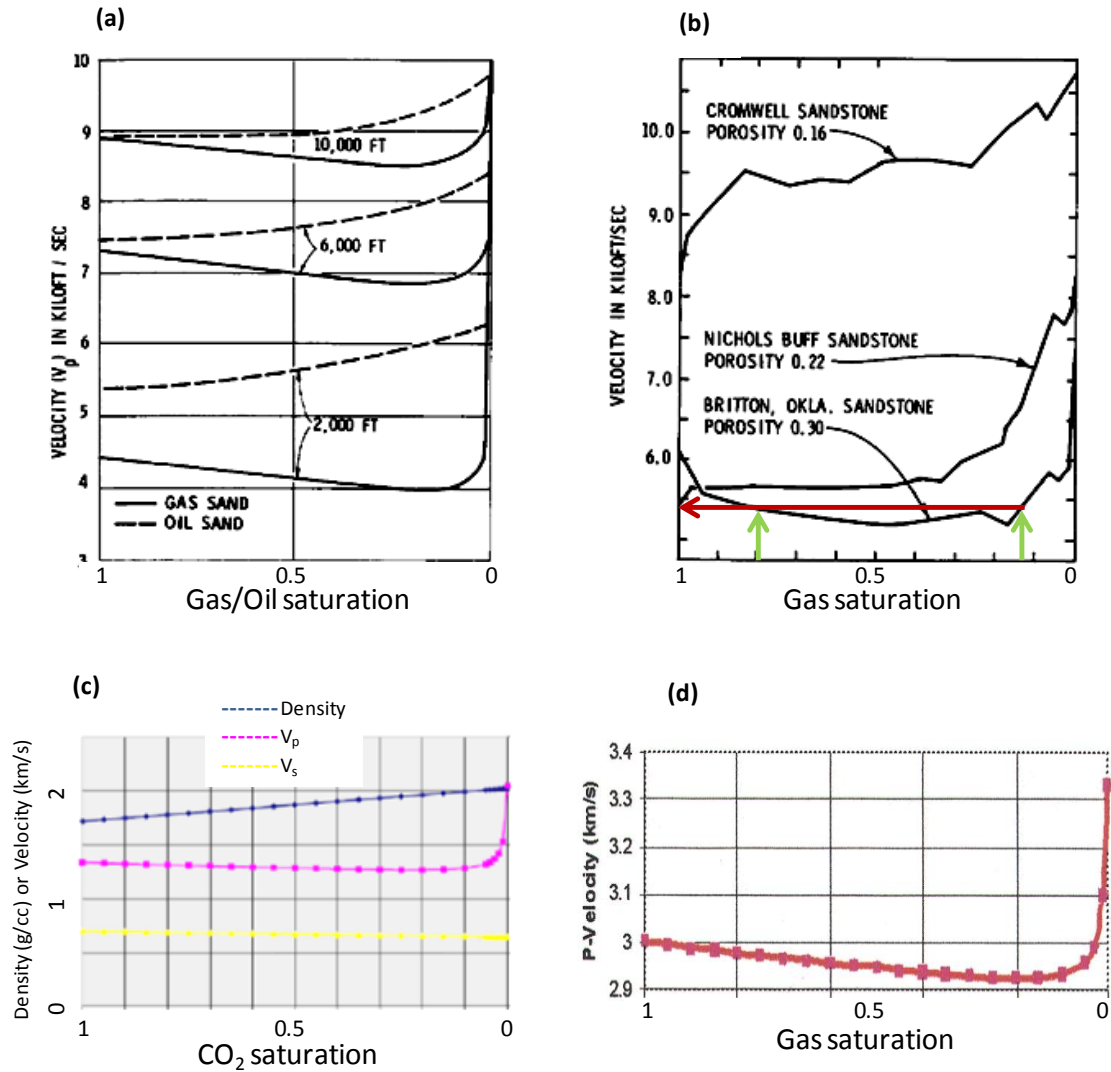 (a)
10
9
8
7
6
5
4
3
VELOCITY (Vp) IN KILOFT / SEC
10,000 FT
6,000 FT
2,000 FT
GAS SAND
OIL SAND
1
0.5
0
Gas/Oil saturation
(b)
10.0
9.0
8.0
7.0
6.0
VELOCITY IN KILOFT/SEC
CROMWELL SANDSTONE
POROSITY 0.16
NICHOLS BUFF SANDSTONE
POROSITY 0.22
BRITTON, OKLA. SANDSTONE
POROSITY 0.30
1
0.5
0
Gas saturation
(c)
Density
Vp
Vs
2
1
0
Density (g/cc) or Velocity (km/s)
1
0.5
0
CO2 saturation
(d)
3.4
3.3
3.2
3.1
3
2.9
P-Velocity (km/s)
1
0.5
0
Gas saturation